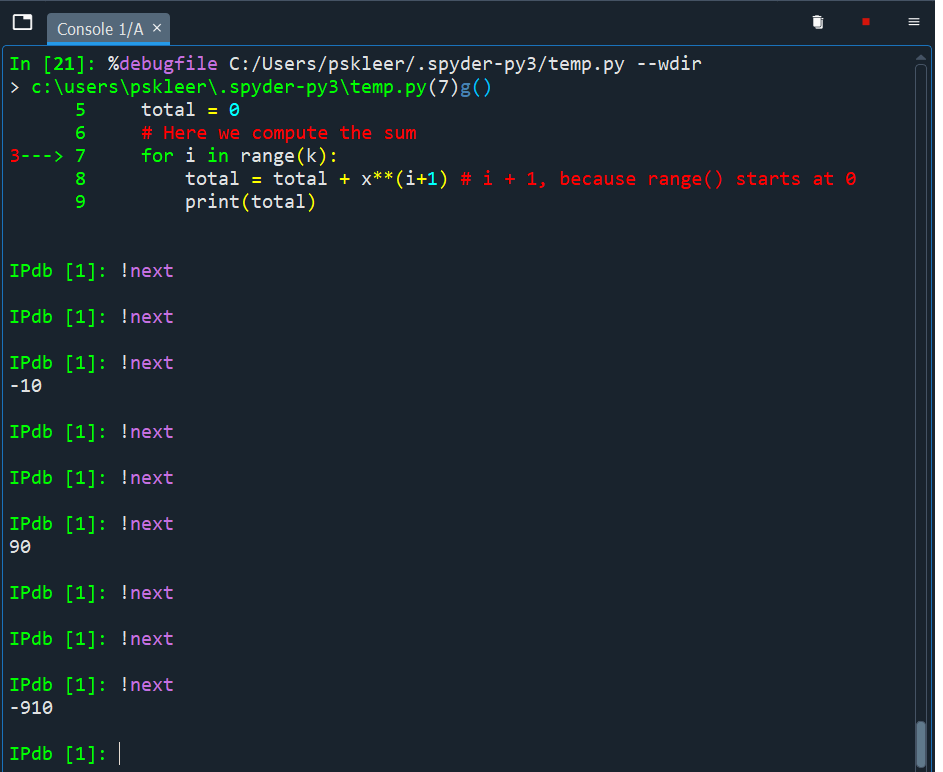 Console 1/A ×
In [21]: %debugfile C:/Users/pskleer/.spyder-py3/temp.py --wdir
> c:\users\pskleer\.spyder-py3\temp.py(7)g()
5     total = 0
6     # Here we compute the sum
3---> 7     for i in range(k):
8         total = total + x**(i+1) # i + 1, because range() starts at 0
9         print(total)
IPdb [1]: !next
IPdb [1]: !next
IPdb [1]: !next
-10
IPdb [1]: !next
IPdb [1]: !next
IPdb [1]: !next
90
IPdb [1]: !next
IPdb [1]: !next
IPdb [1]: !next
-910
IPdb [1]: